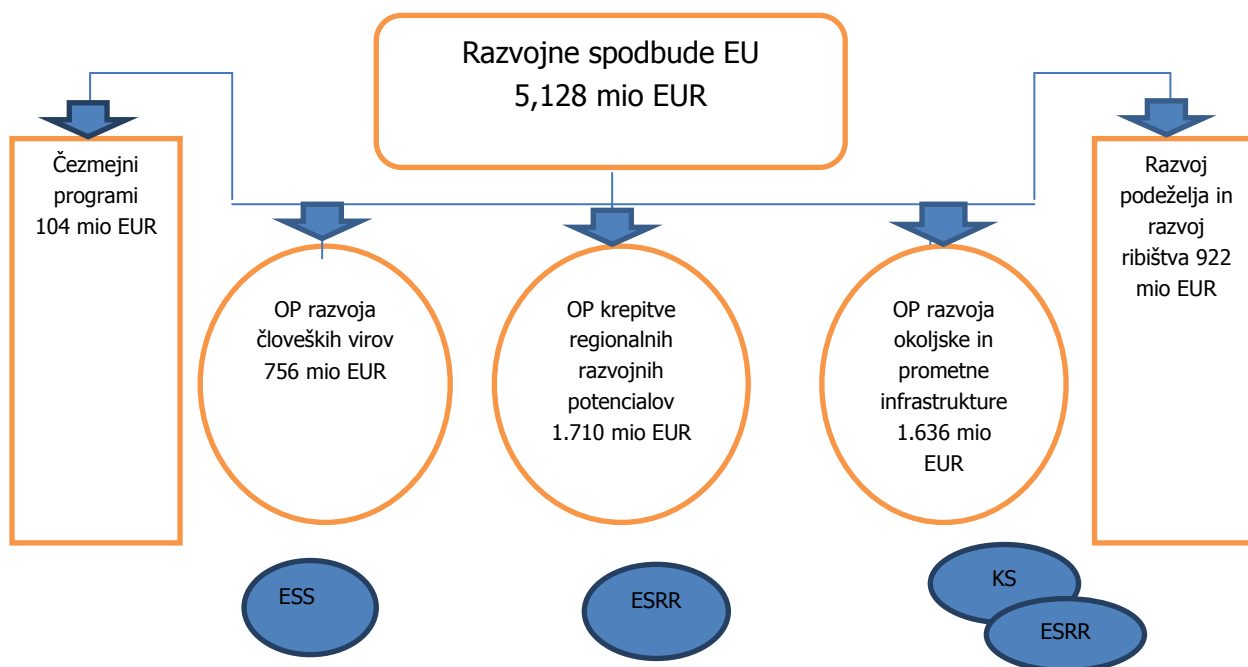 Razvojne spodbude EU
5,128 mio EUR
Čezmejni
programi
104 mio EUR
OP razvoja
človeških virov
756 mio EUR
OP krepitve
regionalnih
razvojnih
potencialov
1.710 mio EUR
OP razvoja
okoljske in
prometne
infrastrukture
1.636 mio
EUR
Razvoj
podeželja in
razvoj
ribištva 922
mio EUR
ESS
ESRR
KS
ESRR